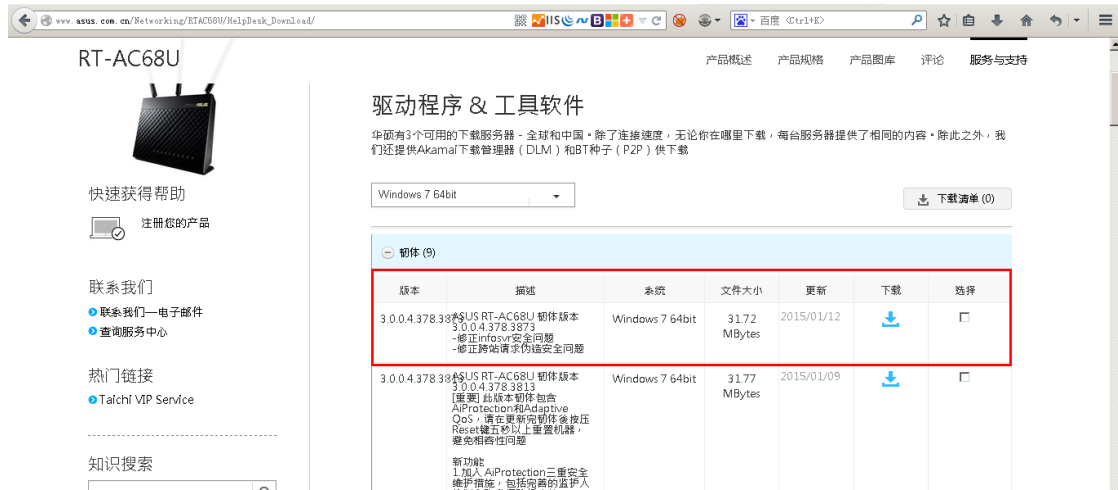 www.asus.com.cn/Networking/RTAC68U/HelpDesk_Download/
IIS
B
百度 <Ctrl+K>
RT-AC68U
产品概述 产品规格 产品图库 评论 服务与支持
驱动程序 & 工具软件
华硕有3个可用的下载服务器 - 全球和中国。除了连接速度，无论你在哪里下载，每台服务器提供了相同的内容。除此之外，我
们还提供Akamai下载管理器（DLM）和BT种子（P2P）供下载
快速获得帮助
注册您的产品
Windows 7 64bit
下载清单 (0)
韧体 (9)
联系我们
联系我们—电子邮件
查询服务中心
版本 描述 系统 文件大小 更新 下载 选择
3.0.0.4.378.3873
ASUS RT-AC68U 韧体版本
3.0.0.4.378.3873
-修正infosvr安全问题
-修正跨站请求伪造安全问题
Windows 7 64bit
31.72
MBytes
2015/01/12
热门链接
Taichi VIP Service
3.0.0.4.378.3813
ASUS RT-AC68U 韧体版本
3.0.0.4.378.3813
[重要] 此版本韧体包含
AiProtection和Adaptive
QoS，请在更新完韧体後按压
Reset键五秒以上重置机器，
避免相容性问题
Windows 7 64bit
31.77
MBytes
2015/01/09
知识搜索
新功能
1.加入 AiProtection三重安全
维护措施，包括完善的监护人